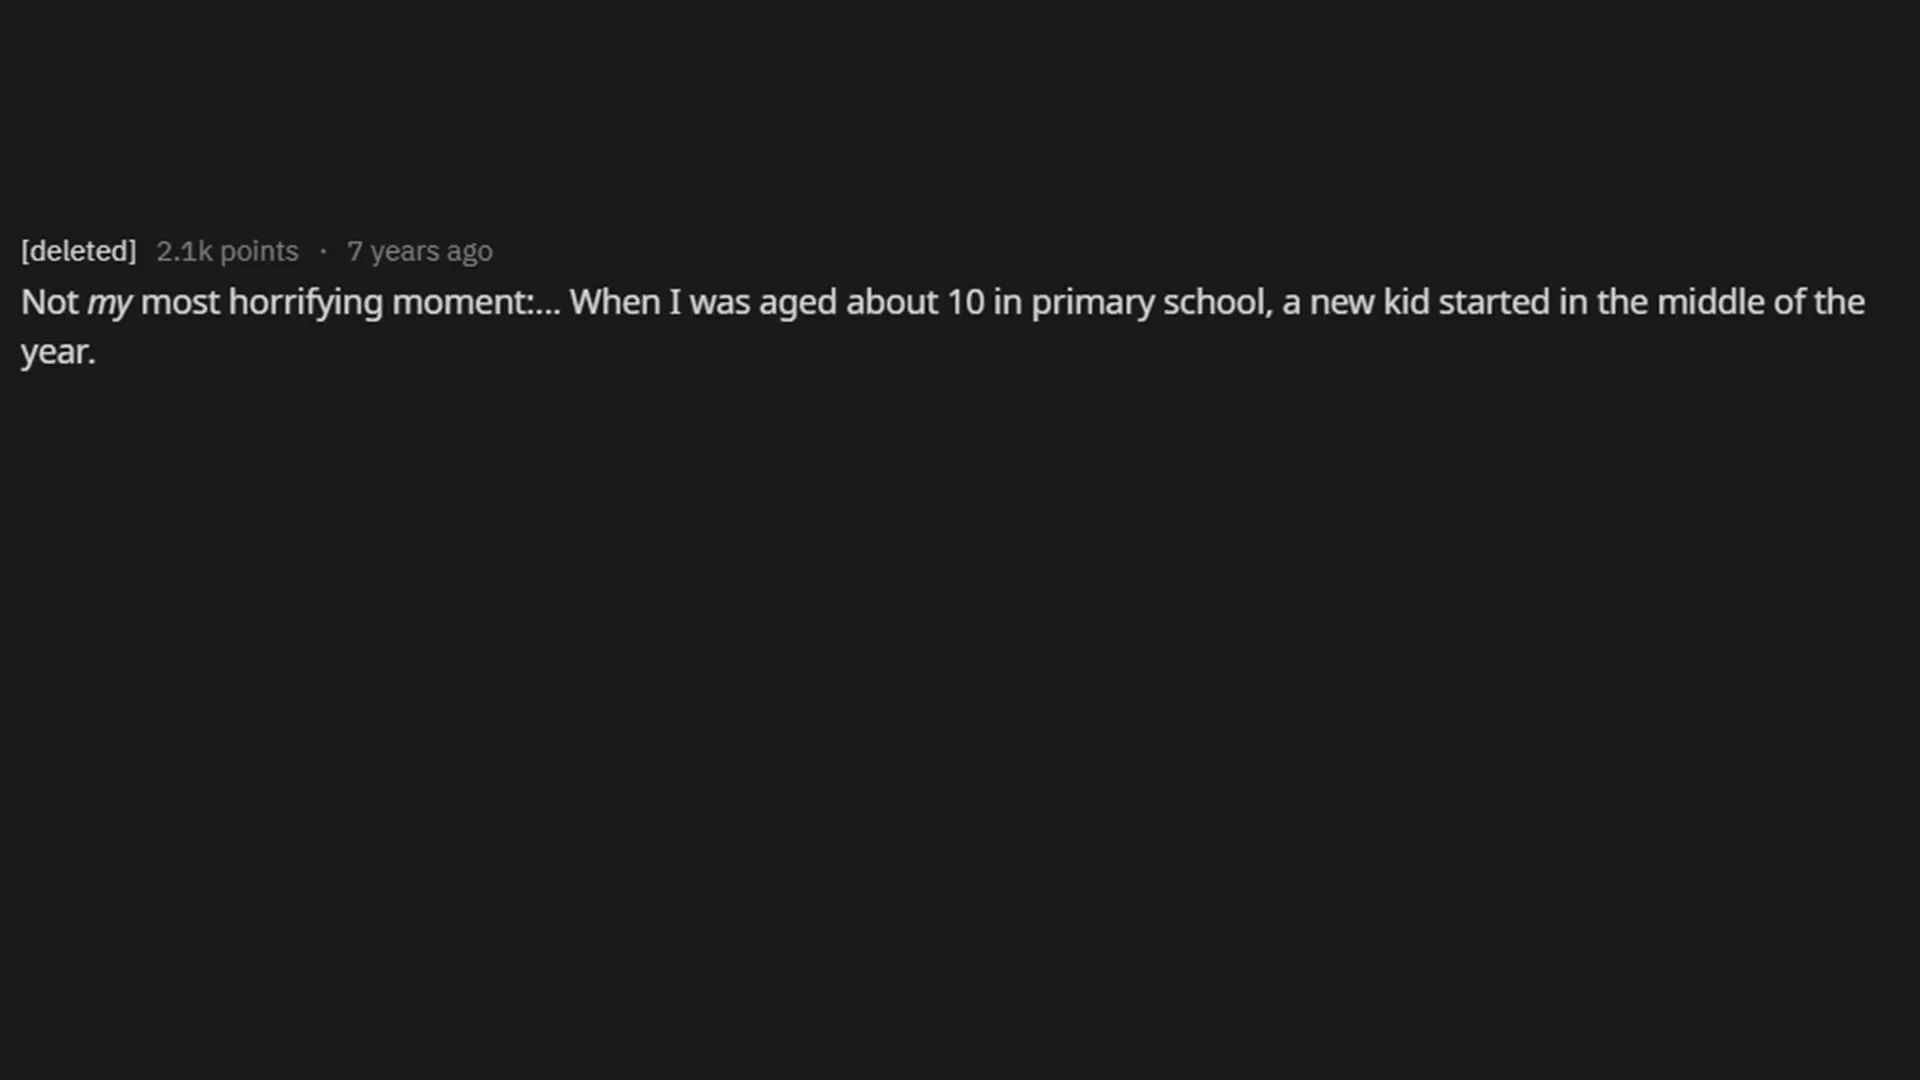 [deleted] 2.1k points · 7 years ago
Not my most horrifying moment:... When I was aged about 10 in primary school, a new kid started in the middle of the
year.